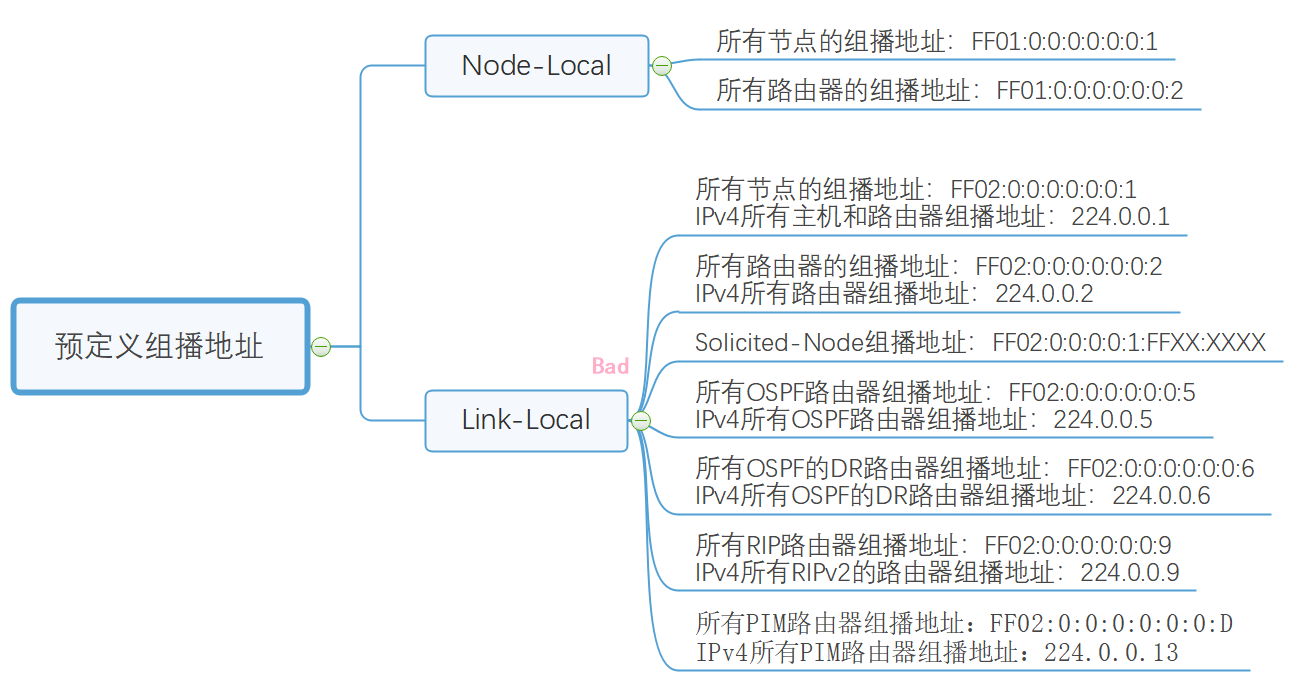 预定义组播地址
Node-Local
所有节点的组播地址：FF01:0:0:0:0:0:0:1
所有路由器的组播地址：FF01:0:0:0:0:0:0:2
Bad
Link-Local
所有节点的组播地址：FF02:0:0:0:0:0:0:1
IPv4所有主机和路由器组播地址：224.0.0.1
所有路由器的组播地址：FF02:0:0:0:0:0:0:2
IPv4所有路由器组播地址：224.0.0.2
Solicited-Node组播地址：FF02:0:0:0:0:1:FFXX:XXXX
所有OSPF路由器组播地址：FF02:0:0:0:0:0:0:5
IPv4所有OSPF路由器组播地址：224.0.0.5
所有OSPF的DR路由器组播地址：FF02:0:0:0:0:0:0:6
IPv4所有OSPF的DR路由器组播地址：224.0.0.6
所有RIP路由器组播地址：FF02:0:0:0:0:0:0:9
IPv4所有RIPv2的路由器组播地址：224.0.0.9
所有PIM路由器组播地址：FF02:0:0:0:0:0:0:D
IPv4所有PIM路由器组播地址：224.0.0.13